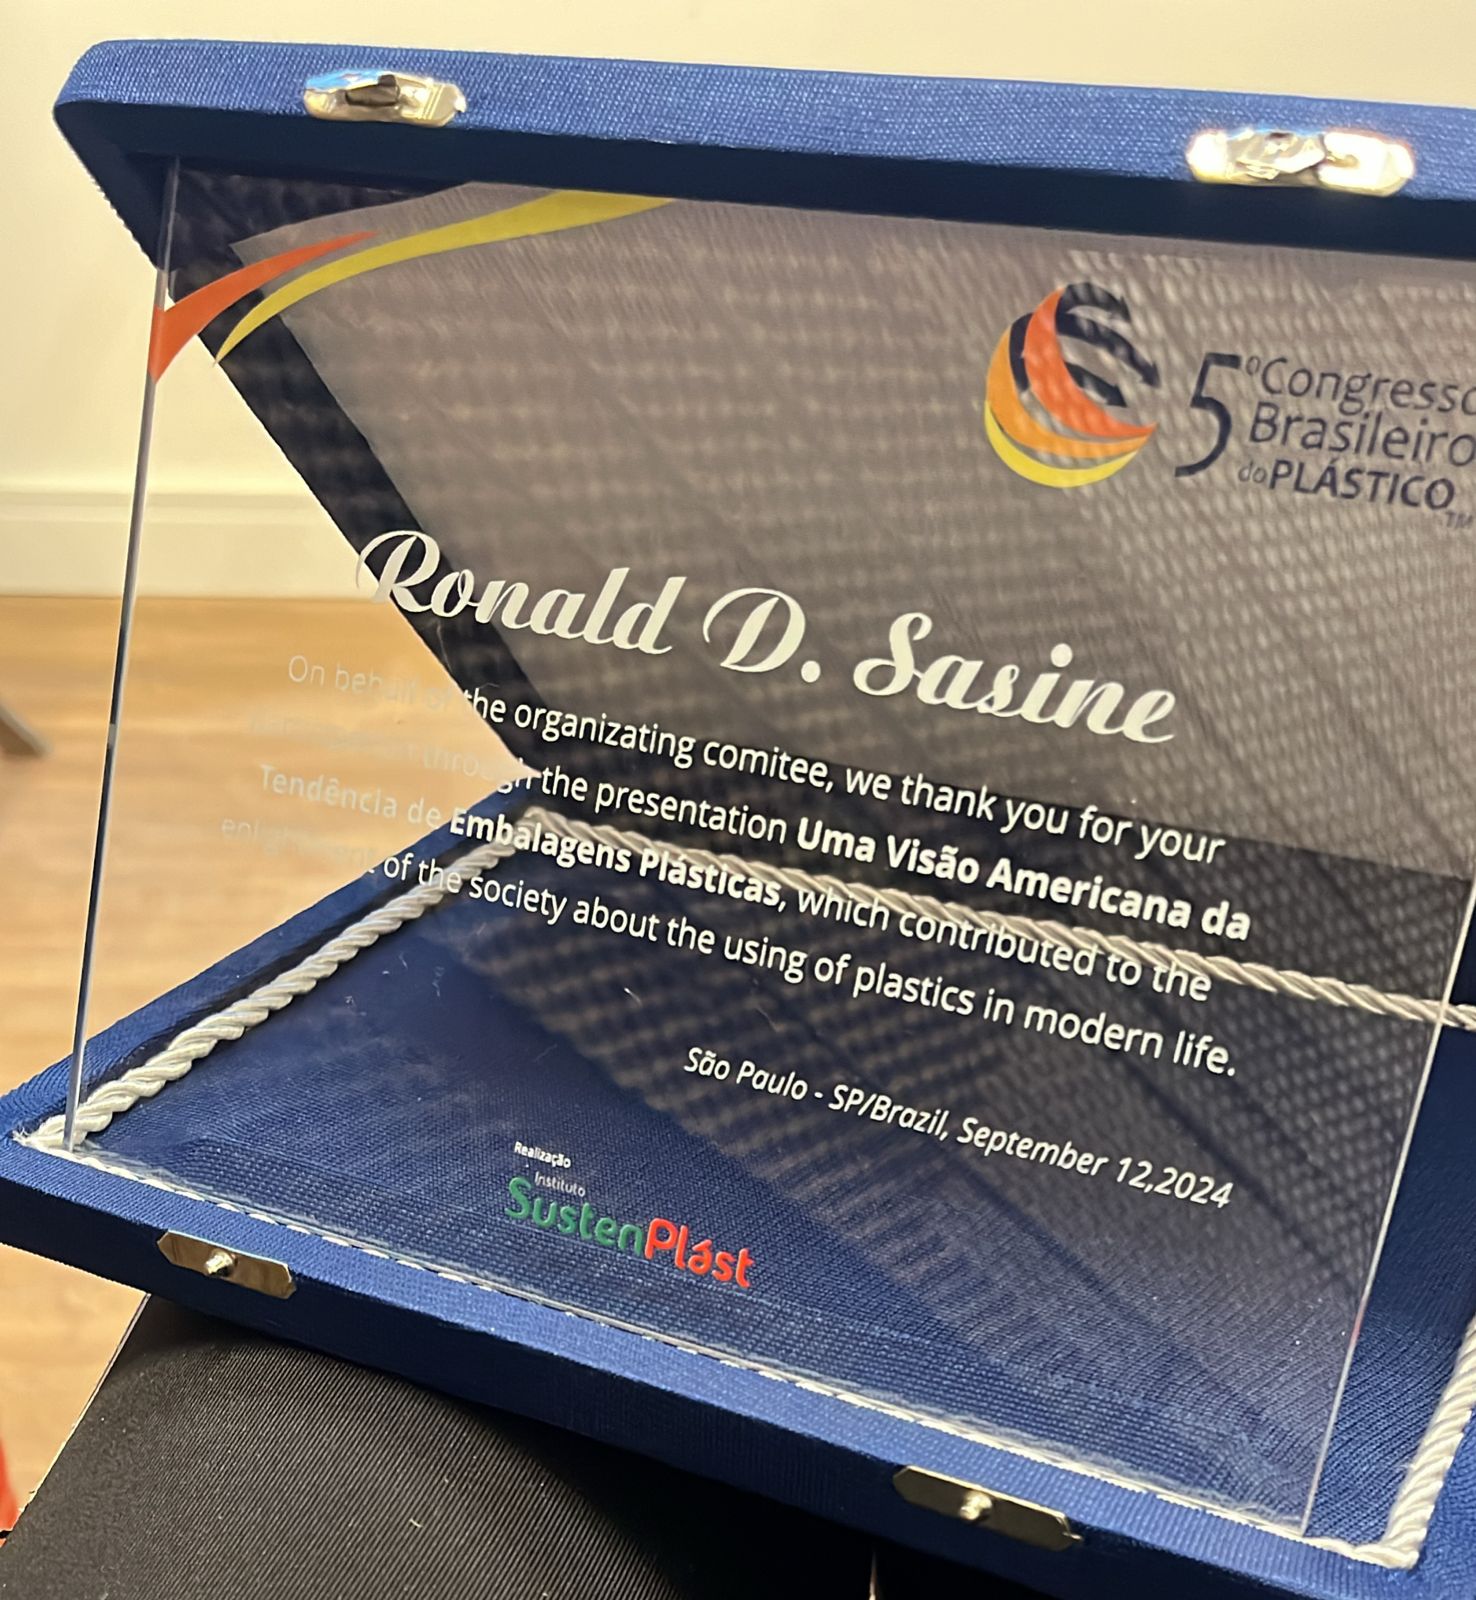 5º Congresso
Brasileiro
do PLÁSTICO
TM
Ronald D. Sasine
On behalf of the organizating comitee, we thank you for your
through the presentation Uma Visão Americana da
Tendência de Embalagens Plásticas, which contributed to the
of the society about the using of plastics in modern life.
São Paulo - SP/Brazil, September 12,2024
Realização
Instituto
SustenPlást